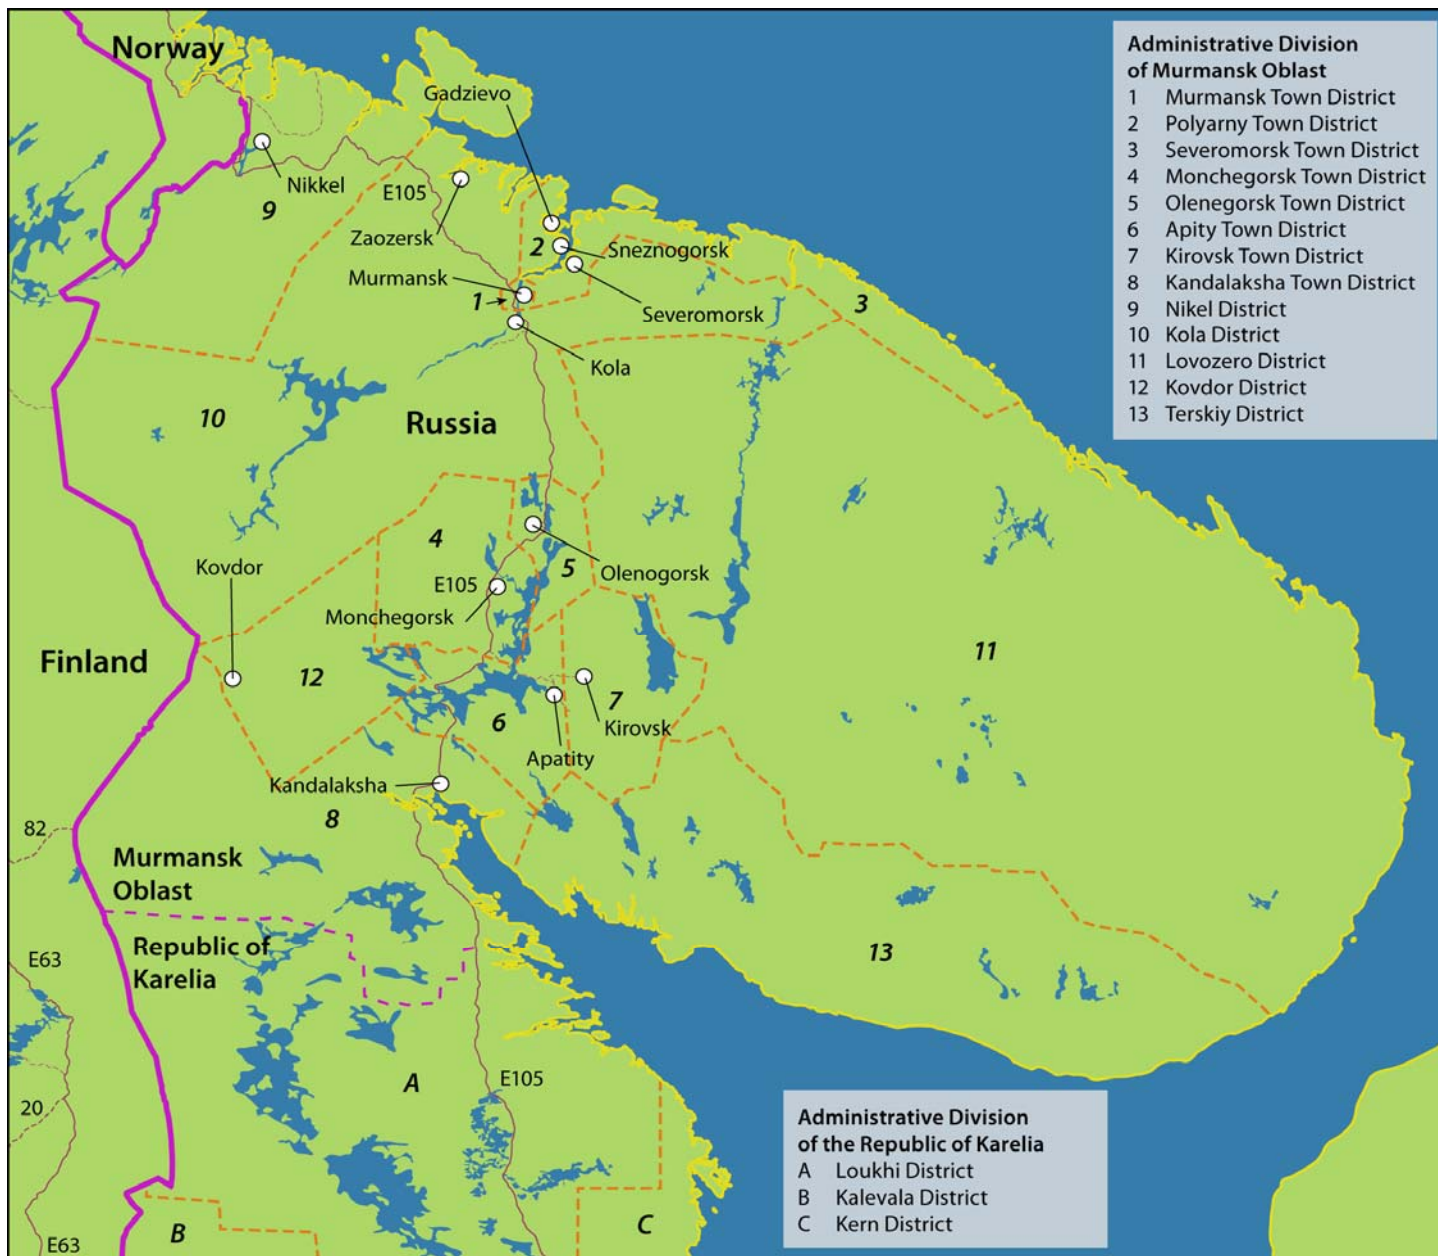 Norway
Gadzievo
Administrative Division
of Murmansk Oblast
1 Murmansk Town District
2 Polyarny Town District
3 Severomorsk Town District
4 Monchegorsk Town District
5 Olenegorsk Town District
6 Apity Town District
7 Kirovsk Town District
8 Kandalaksha Town District
9 Nikel District
10 Kola District
11 Lovozero District
12 Kovdor District
13 Terskiy District
Nikkel
E105
9
Zaozersk
2
Sneznogorsk
Murmansk
1
Severomorsk
3
Kola
10
Russia
4
Kovdor
E105
5
Olenogorsk
Monchegorsk
Finland
12
11
6
7
Kirovsk
Apatity
Kandalaksha
8
82
Murmansk
Oblast
Republic of
Karelia
13
E63
A
E105
20
Administrative Division
of the Republic of Karelia
A Loukhi District
B Kalevala District
C Kern District
B
C
E63